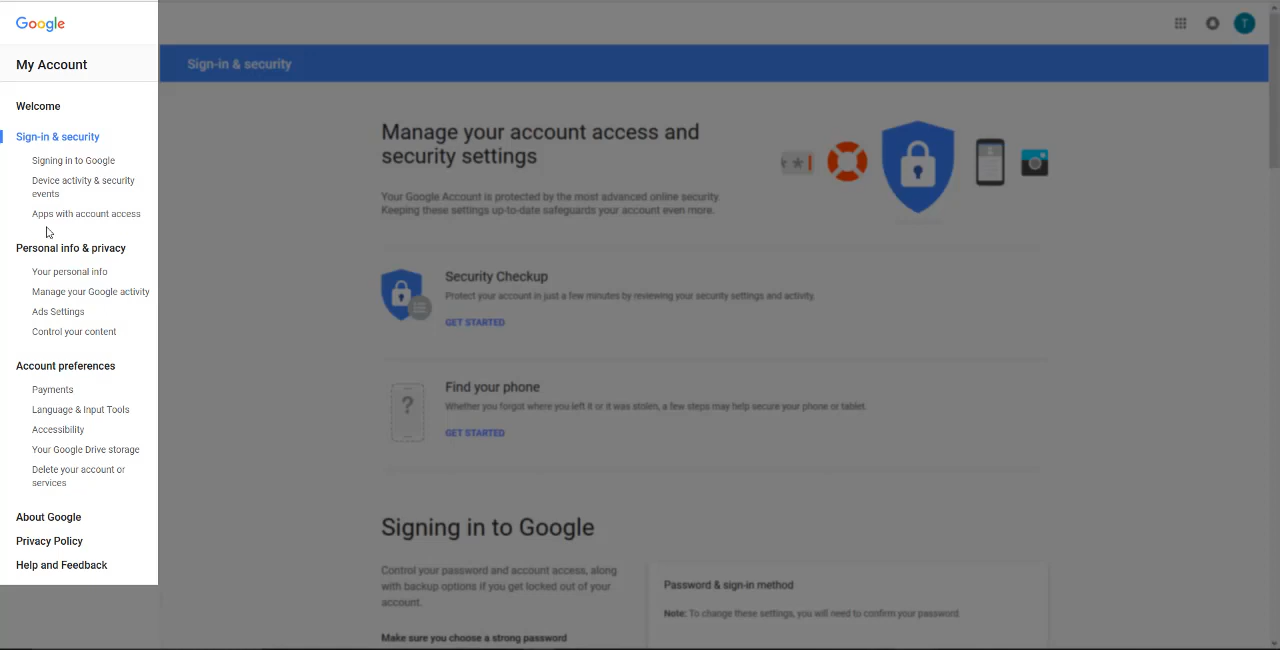 Google
T
My Account
Sign-in & security
Welcome
Sign-in & security
Signing in to Google
Device activity & security
events
Apps with account access
Personal info & privacy
Your personal info
Manage your Google activity
Ads Settings
Control your content
Account preferences
Payments
Language & Input Tools
Accessibility
Your Google Drive storage
Delete your account or
services
About Google
Privacy Policy
Help and Feedback
Manage your account access and
security settings
Your Google Account is protected by the most advanced online security.
Keeping these settings up-to-date safeguards your account even more.
Security Checkup
Protect your account in just a few minutes by reviewing your security settings and activity.
GET STARTED
?
Find your phone
Whether you forgot where you left it or it was stolen, a few steps may help secure your phone or tablet.
GET STARTED
Signing in to Google
Control your password and account access, along
with backup options if you get locked out of your
account.
Make sure you choose a strong password
Password & sign-in method
Note: To change these settings, you will need to confirm your password.